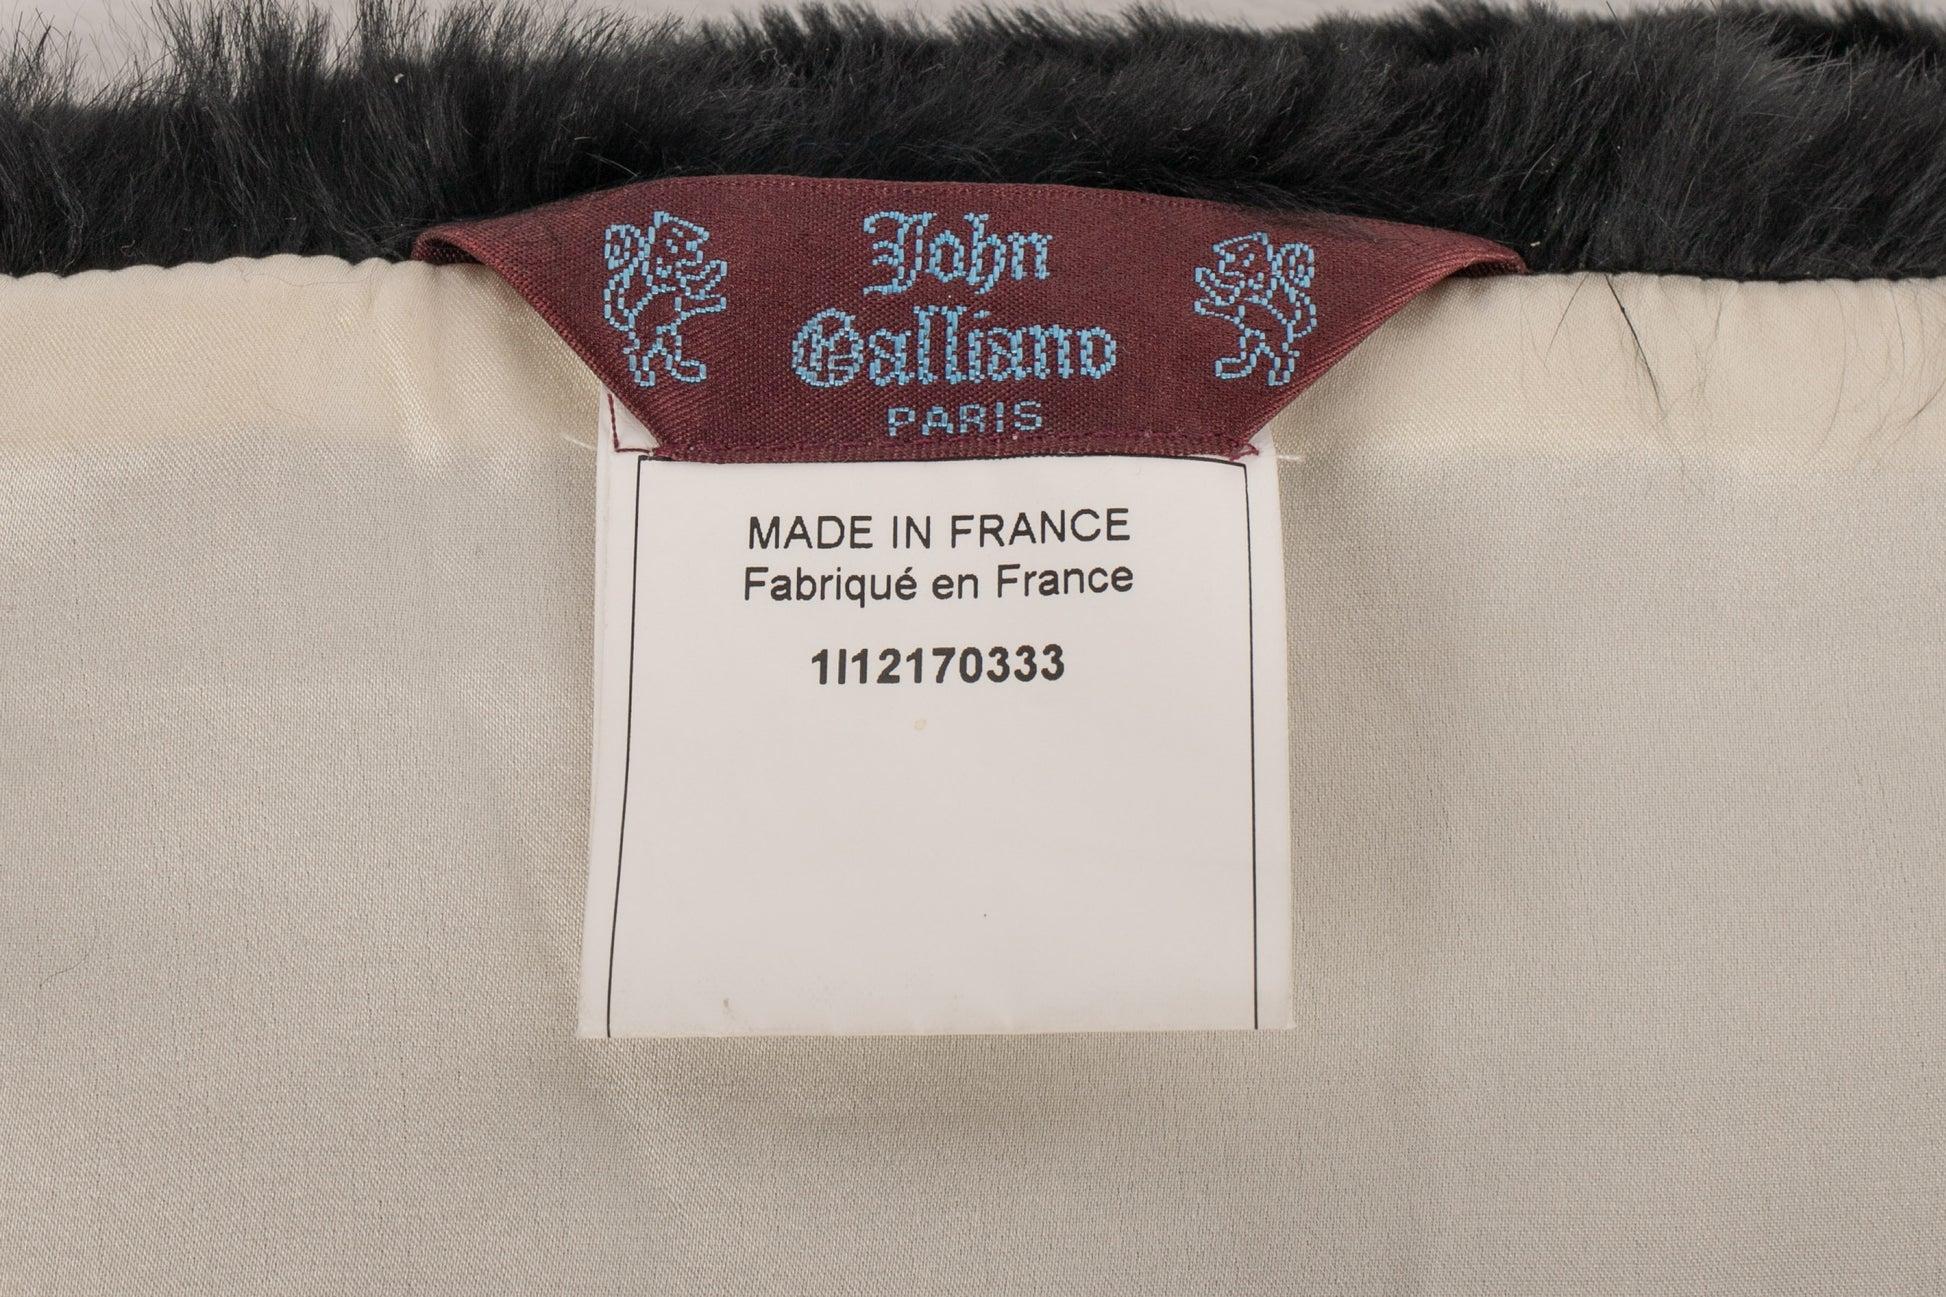 John
Galliano
PARIS
MADE IN FRANCE
Fabriqué en France
1I12170333